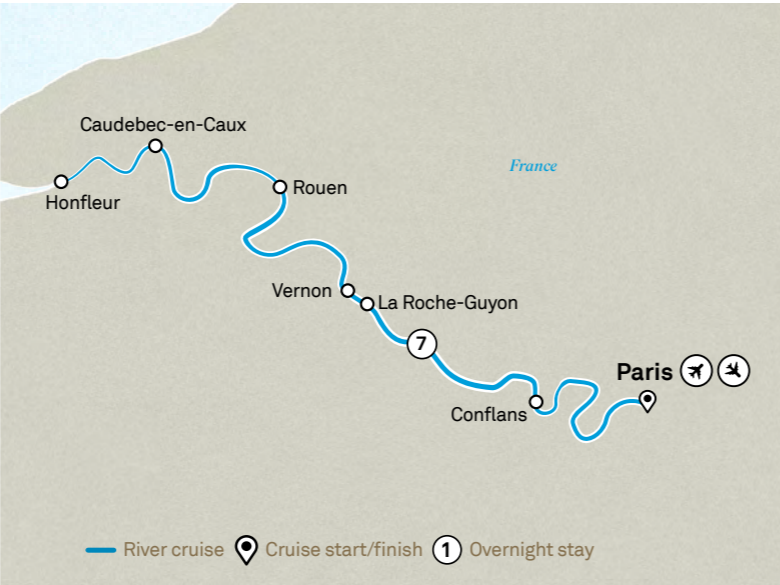 Caudebec-en-Caux
France
Honfleur
Rouen
Vernon
La Roche-Guyon
7
Paris
Conflans
River cruise
Cruise start/finish
1
Overnight stay